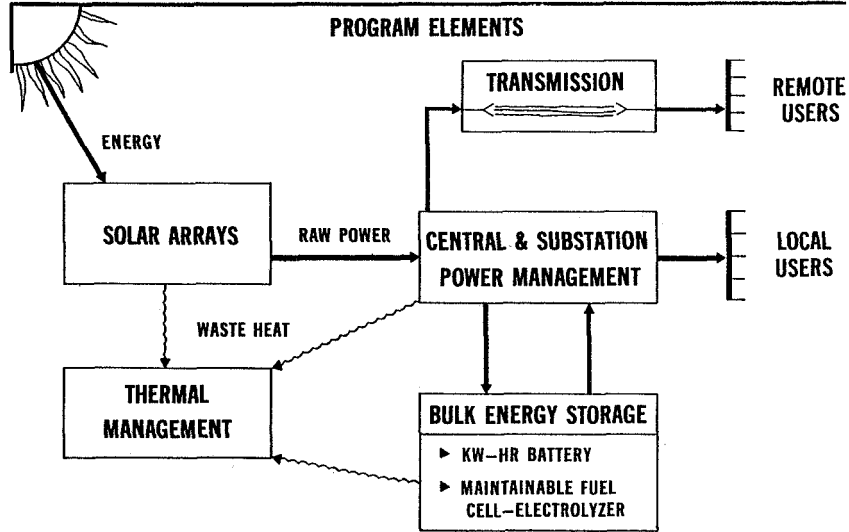 PROGRAM ELEMENTS
TRANSMISSION
REMOTE
USERS
ENERGY
SOLAR ARRAYS
RAW POWER
CENTRAL & SUBSTATION
POWER MANAGEMENT
LOCAL
USERS
WASTE HEAT
THERMAL
MANAGEMENT
BULK ENERGY STORAGE
▶ KW–HR BATTERY
▶ MAINTAINABLE FUEL
CELL–ELECTROLYZER